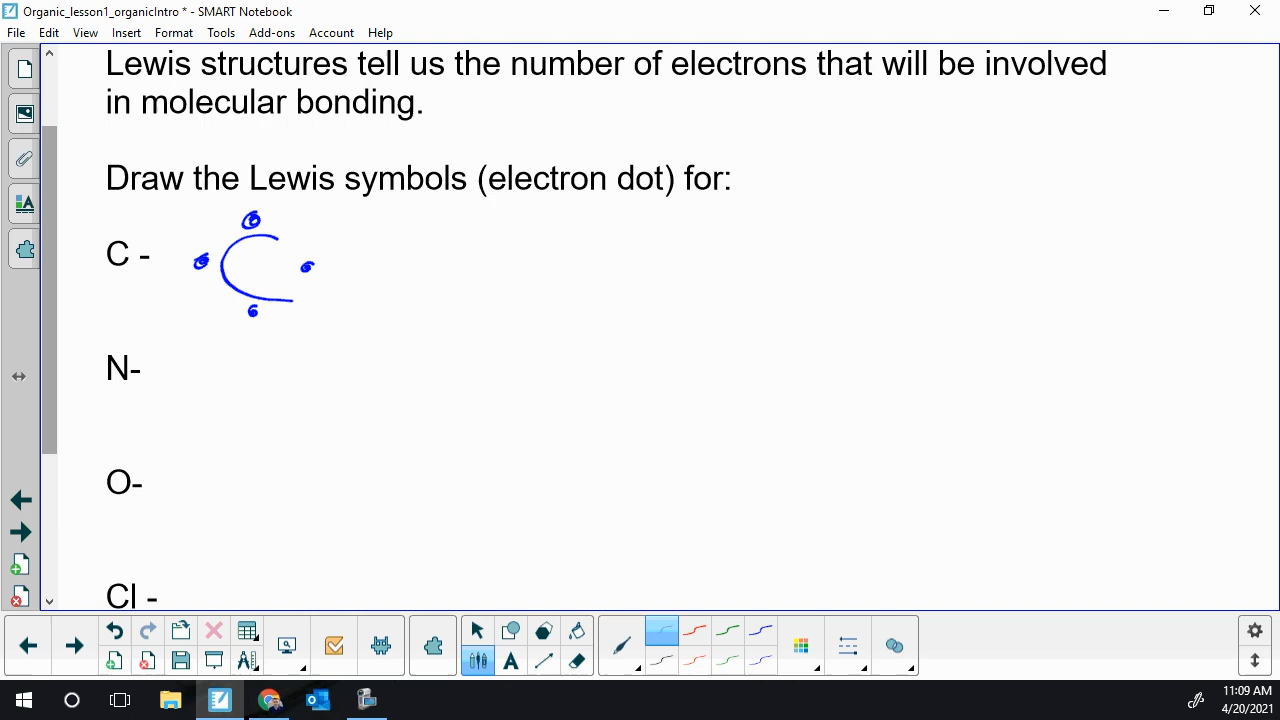 Organic_lesson1_organicIntro * - SMART Notebook
File Edit View Insert Format Tools Add-ons Account Help
Lewis structures tell us the number of electrons that will be involved
in molecular bonding.
Draw the Lewis symbols (electron dot) for:
C - C
N-
O-
Cl -
11:09 AM
4/20/2021